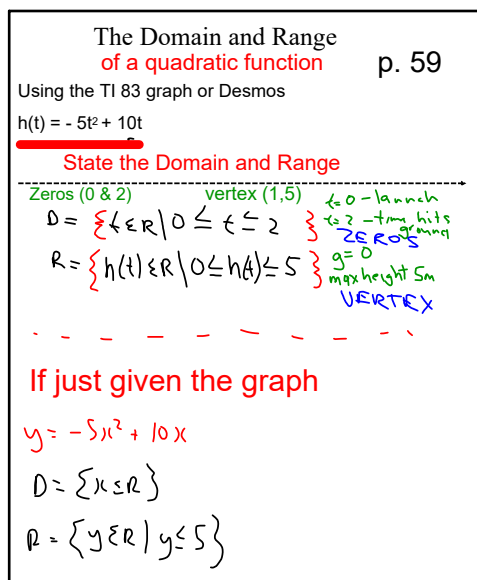 The Domain and Range
of a quadratic function
p. 59
Using the TI 83 graph or Desmos
h(t) = - 5t² + 10t
State the Domain and Range
Zeros (0 & 2) vertex (1,5)
t=0 - launch
t=2 - time hits ground
D = {t ε R | 0 ≤ t ≤ 2}
ZEROS
R = {h(t) ε R | 0 ≤ h(t) ≤ 5}
g=0
max height 5m
VERTEX
If just given the graph
y = -5x² + 10x
D = {x ε R}
R = {y ε R | y ≤ 5}